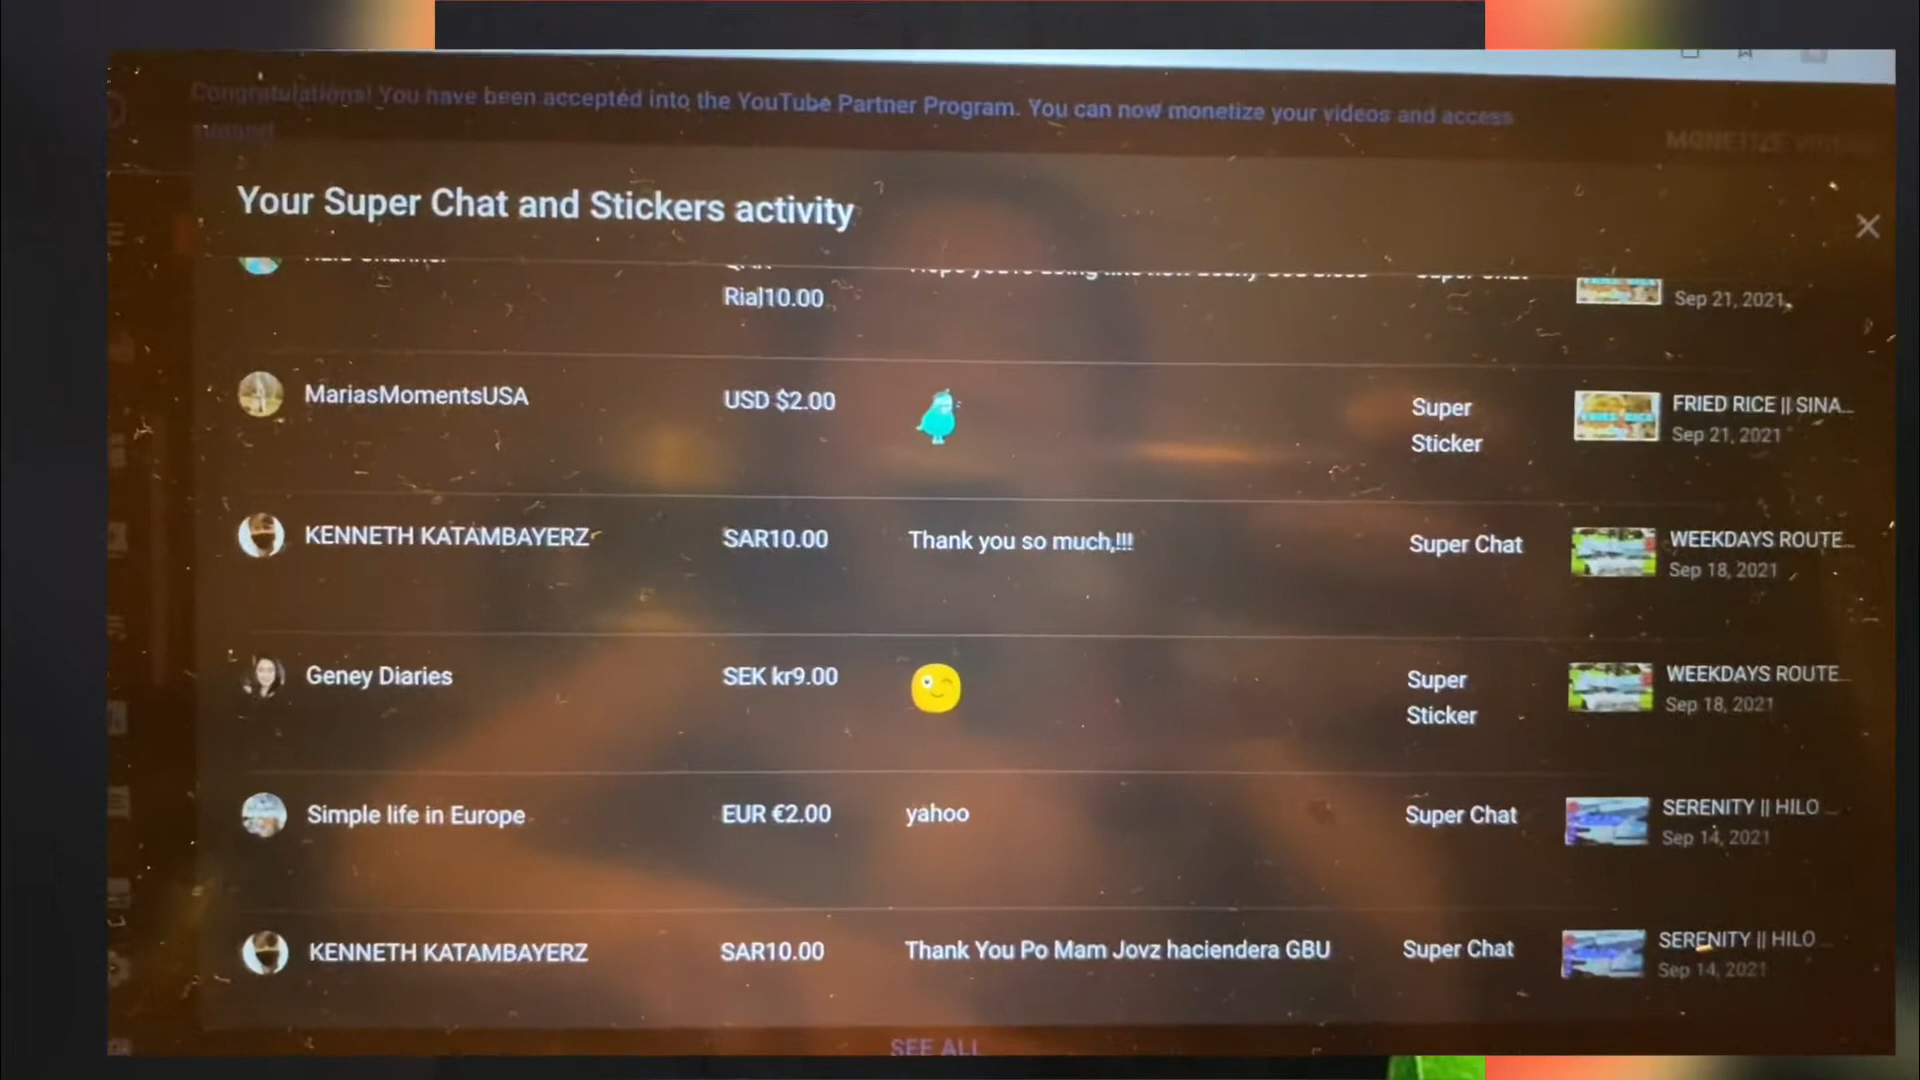 Congratulations! You have been accepted into the YouTube Partner Program. You can now monetize your videos and access
support
MONETIZE
Your Super Chat and Stickers activity
Rial10.00
Sep 21, 2021
MariasMomentsUSA
USD $2.00
Super
Sticker
FRIED RICE || SINA...
Sep 21, 2021
KENNETH KATAMBAYERZ
SAR10.00
Thank you so much,!!!
Super Chat
WEEKDAYS ROUTE...
Sep 18, 2021
Geney Diaries
SEK kr9.00
Super
Sticker
WEEKDAYS ROUTE...
Sep 18, 2021
Simple life in Europe
EUR €2.00
yahoo
Super Chat
SERENITY || HILO ...
Sep 14, 2021
KENNETH KATAMBAYERZ
SAR10.00
Thank You Po Mam Jovz haciendera GBU
Super Chat
SERENITY || HILO ...
Sep 14, 2021
SEE ALL